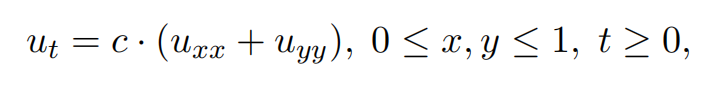 u_t = c · (u_{xx} + u_{yy}), 0 ≤ x, y ≤ 1, t ≥ 0,